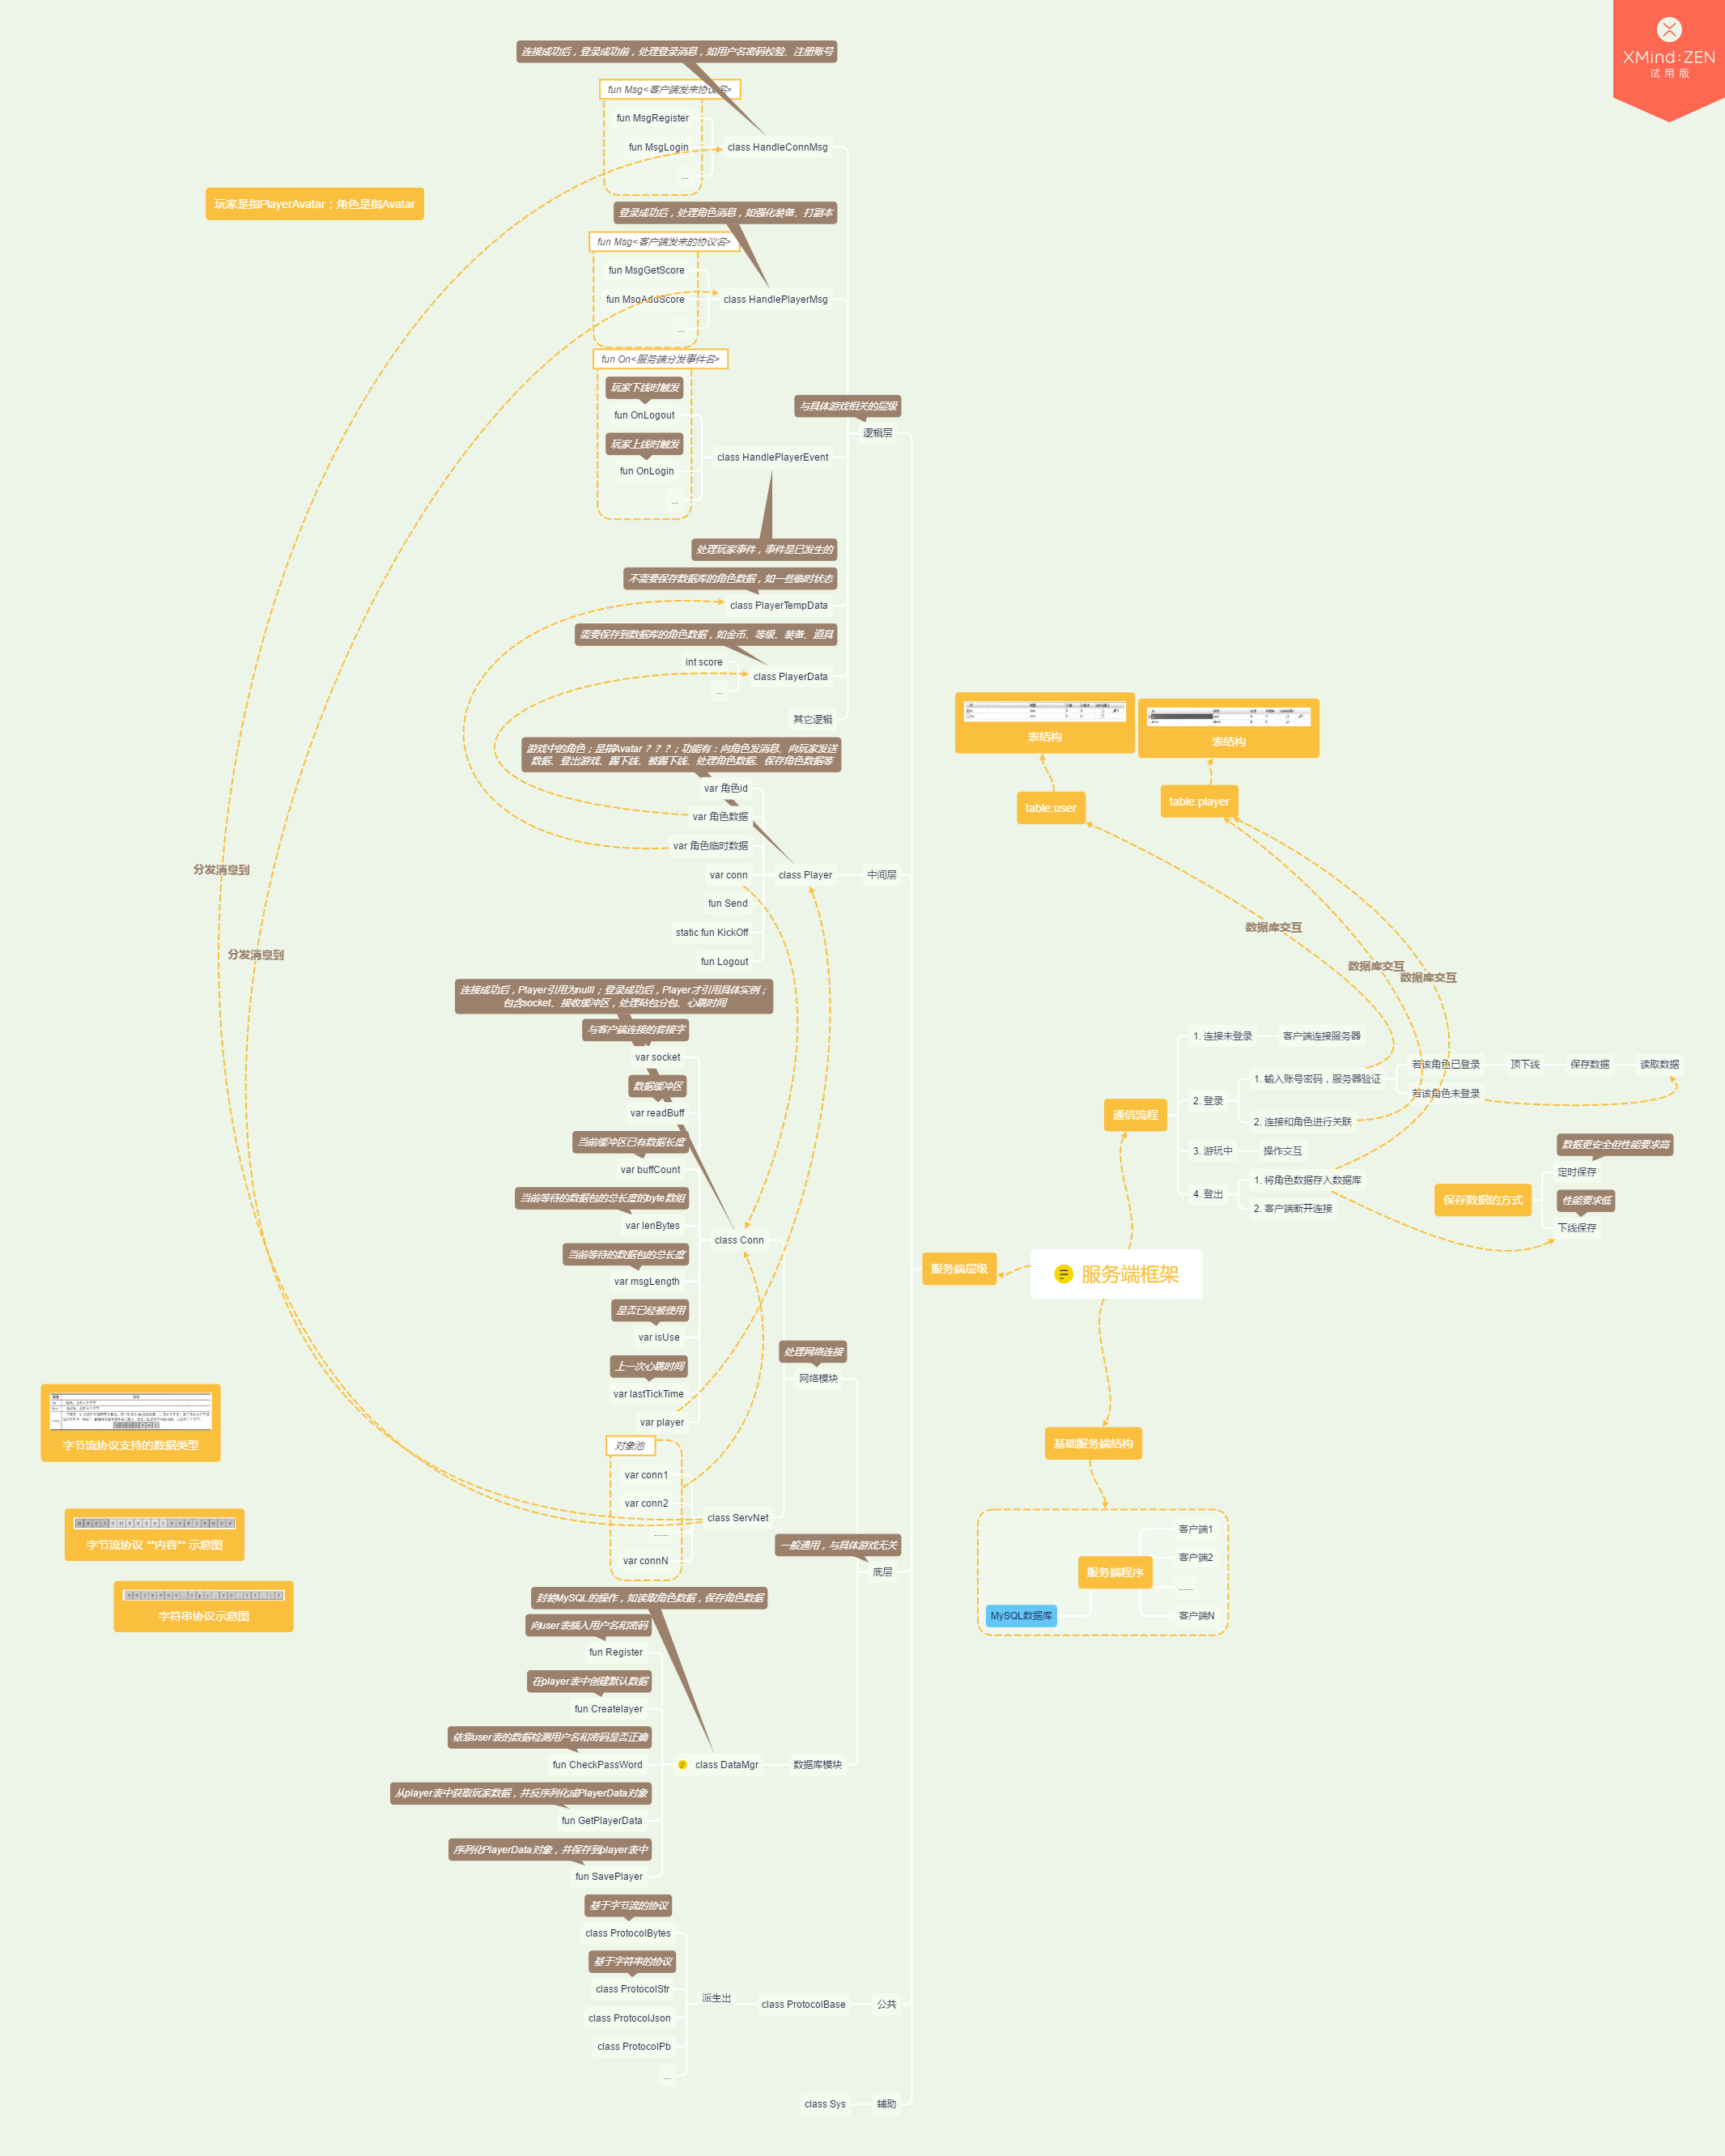 XMind:ZEN
试用版
连接成功后，登录成功前，处理登录消息，如用户名密码校验、注册账号
fun Msg<客户端发来协议名>
fun MsgRegister
fun MsgLogin
...
class HandleConnMsg
玩家是指PlayerAvatar；角色是指Avatar
登录成功后，处理角色消息，如强化装备、打副本
fun Msg<客户端发来的协议名>
fun MsgGetScore
fun MsgAddScore
...
class HandlePlayerMsg
fun On<服务端分发事件名>
玩家下线时触发
fun OnLogout
玩家上线时触发
fun OnLogin
...
class HandlePlayerEvent
处理玩家事件，事件是已发生的
与具体游戏相关的层级
逻辑层
不需要保存数据库的角色数据，如一些临时状态
class PlayerTempData
需要保存到数据库的角色数据，如金币、等级、装备、道具
int score
...
class PlayerData
其它逻辑
游戏中的角色；是指Avatar？？？；功能有：向角色发消息、向玩家发送
数据、登出游戏、踢下线、被踢下线、处理角色数据、保存角色数据等
var 角色id
var 角色数据
var 角色临时数据
var conn
fun Send
static fun KickOff
fun Logout
class Player
中间层
分发消息到
分发消息到
连接成功后，Player引用为nulll；登录成功后，Player才引用具体实例；
包含socket、接收缓冲区，处理粘包分包、心跳时间
与客户端连接的套接字
var socket
数据缓冲区
var readBuff
当前缓冲区已有数据长度
var buffCount
当前等待的数据包的总长度的byte数组
var lenBytes
当前等待的数据包的总长度
var msgLength
是否已经被使用
var isUse
上一次心跳时间
var lastTickTime
var player
class Conn
处理网络连接
网络模块
对象池
var conn1
var conn2
......
var connN
class ServNet
一般通用，与具体游戏无关
底层
封装MySQL的操作，如读取角色数据，保存角色数据
向user表插入用户名和密码
fun Register
在player表中创建默认数据
fun Createlayer
依靠user表的数据检测用户名和密码是否正确
fun CheckPassWord
从player表中获取玩家数据，并反序列化成PlayerData对象
fun GetPlayerData
序列化PlayerData对象，并保存到player表中
fun SavePlayer
class DataMgr
数据库模块
基于字节流的协议
class ProtocolBytes
基于字符串的协议
class ProtocolStr
class ProtocolJson
class ProtocolPb
...
派生出
class ProtocolBase
公共
class Sys
辅助
字节流协议支持的数据类型
字节流协议 **内容** 示意图
字符串协议示意图
服务端层级
服务端框架
表结构
表结构
table:user
table:player
数据库交互
数据库交互
数据库交互
通信流程
1. 连接未登录
客户端连接服务器
2. 登录
1. 输入账号密码，服务器验证
若该角色已登录
顶下线
保存数据
读取数据
若该角色未登录
2. 连接和角色进行关联
3. 游玩中
操作交互
4. 登出
1. 将角色数据存入数据库
2. 客户端断开连接
保存数据的方式
数据更安全但性能要求高
定时保存
性能要求低
下线保存
基础服务端结构
服务端程序
客户端1
客户端2
......
客户端N
MySQL数据库